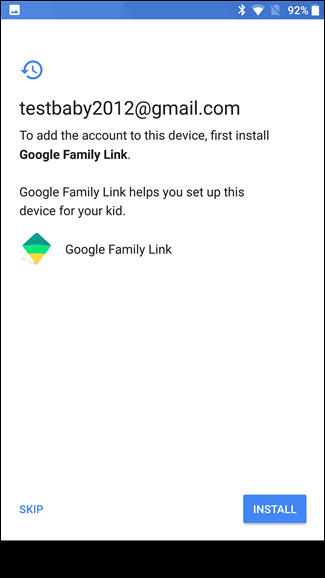 92%
testbaby2012@gmail.com
To add the account to this device, first install
Google Family Link.
Google Family Link helps you set up this
device for your kid.
Google Family Link
SKIP
INSTALL